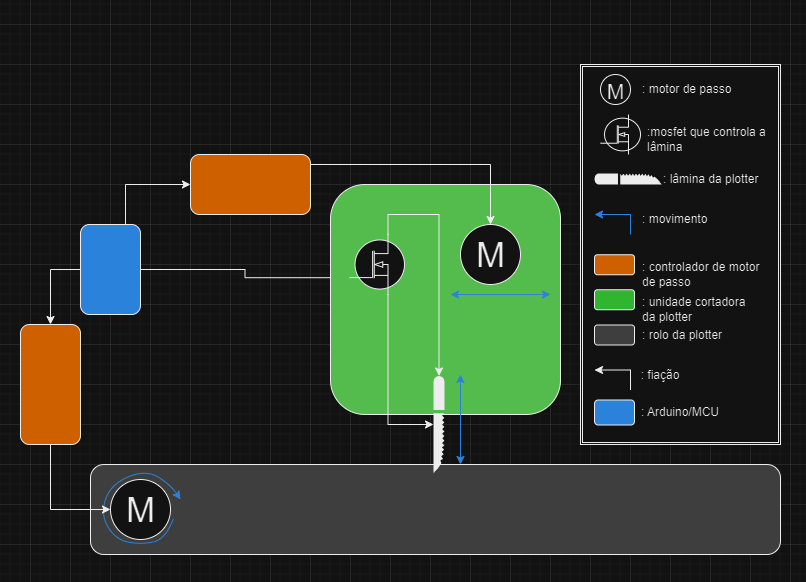 M
: motor de passo
:mosfet que controla a
lâmina
: lâmina da plotter
: movimento
: controlador de motor
de passo
: unidade cortadora
da plotter
: rolo da plotter
: fiação
: Arduino/MCU
M
M